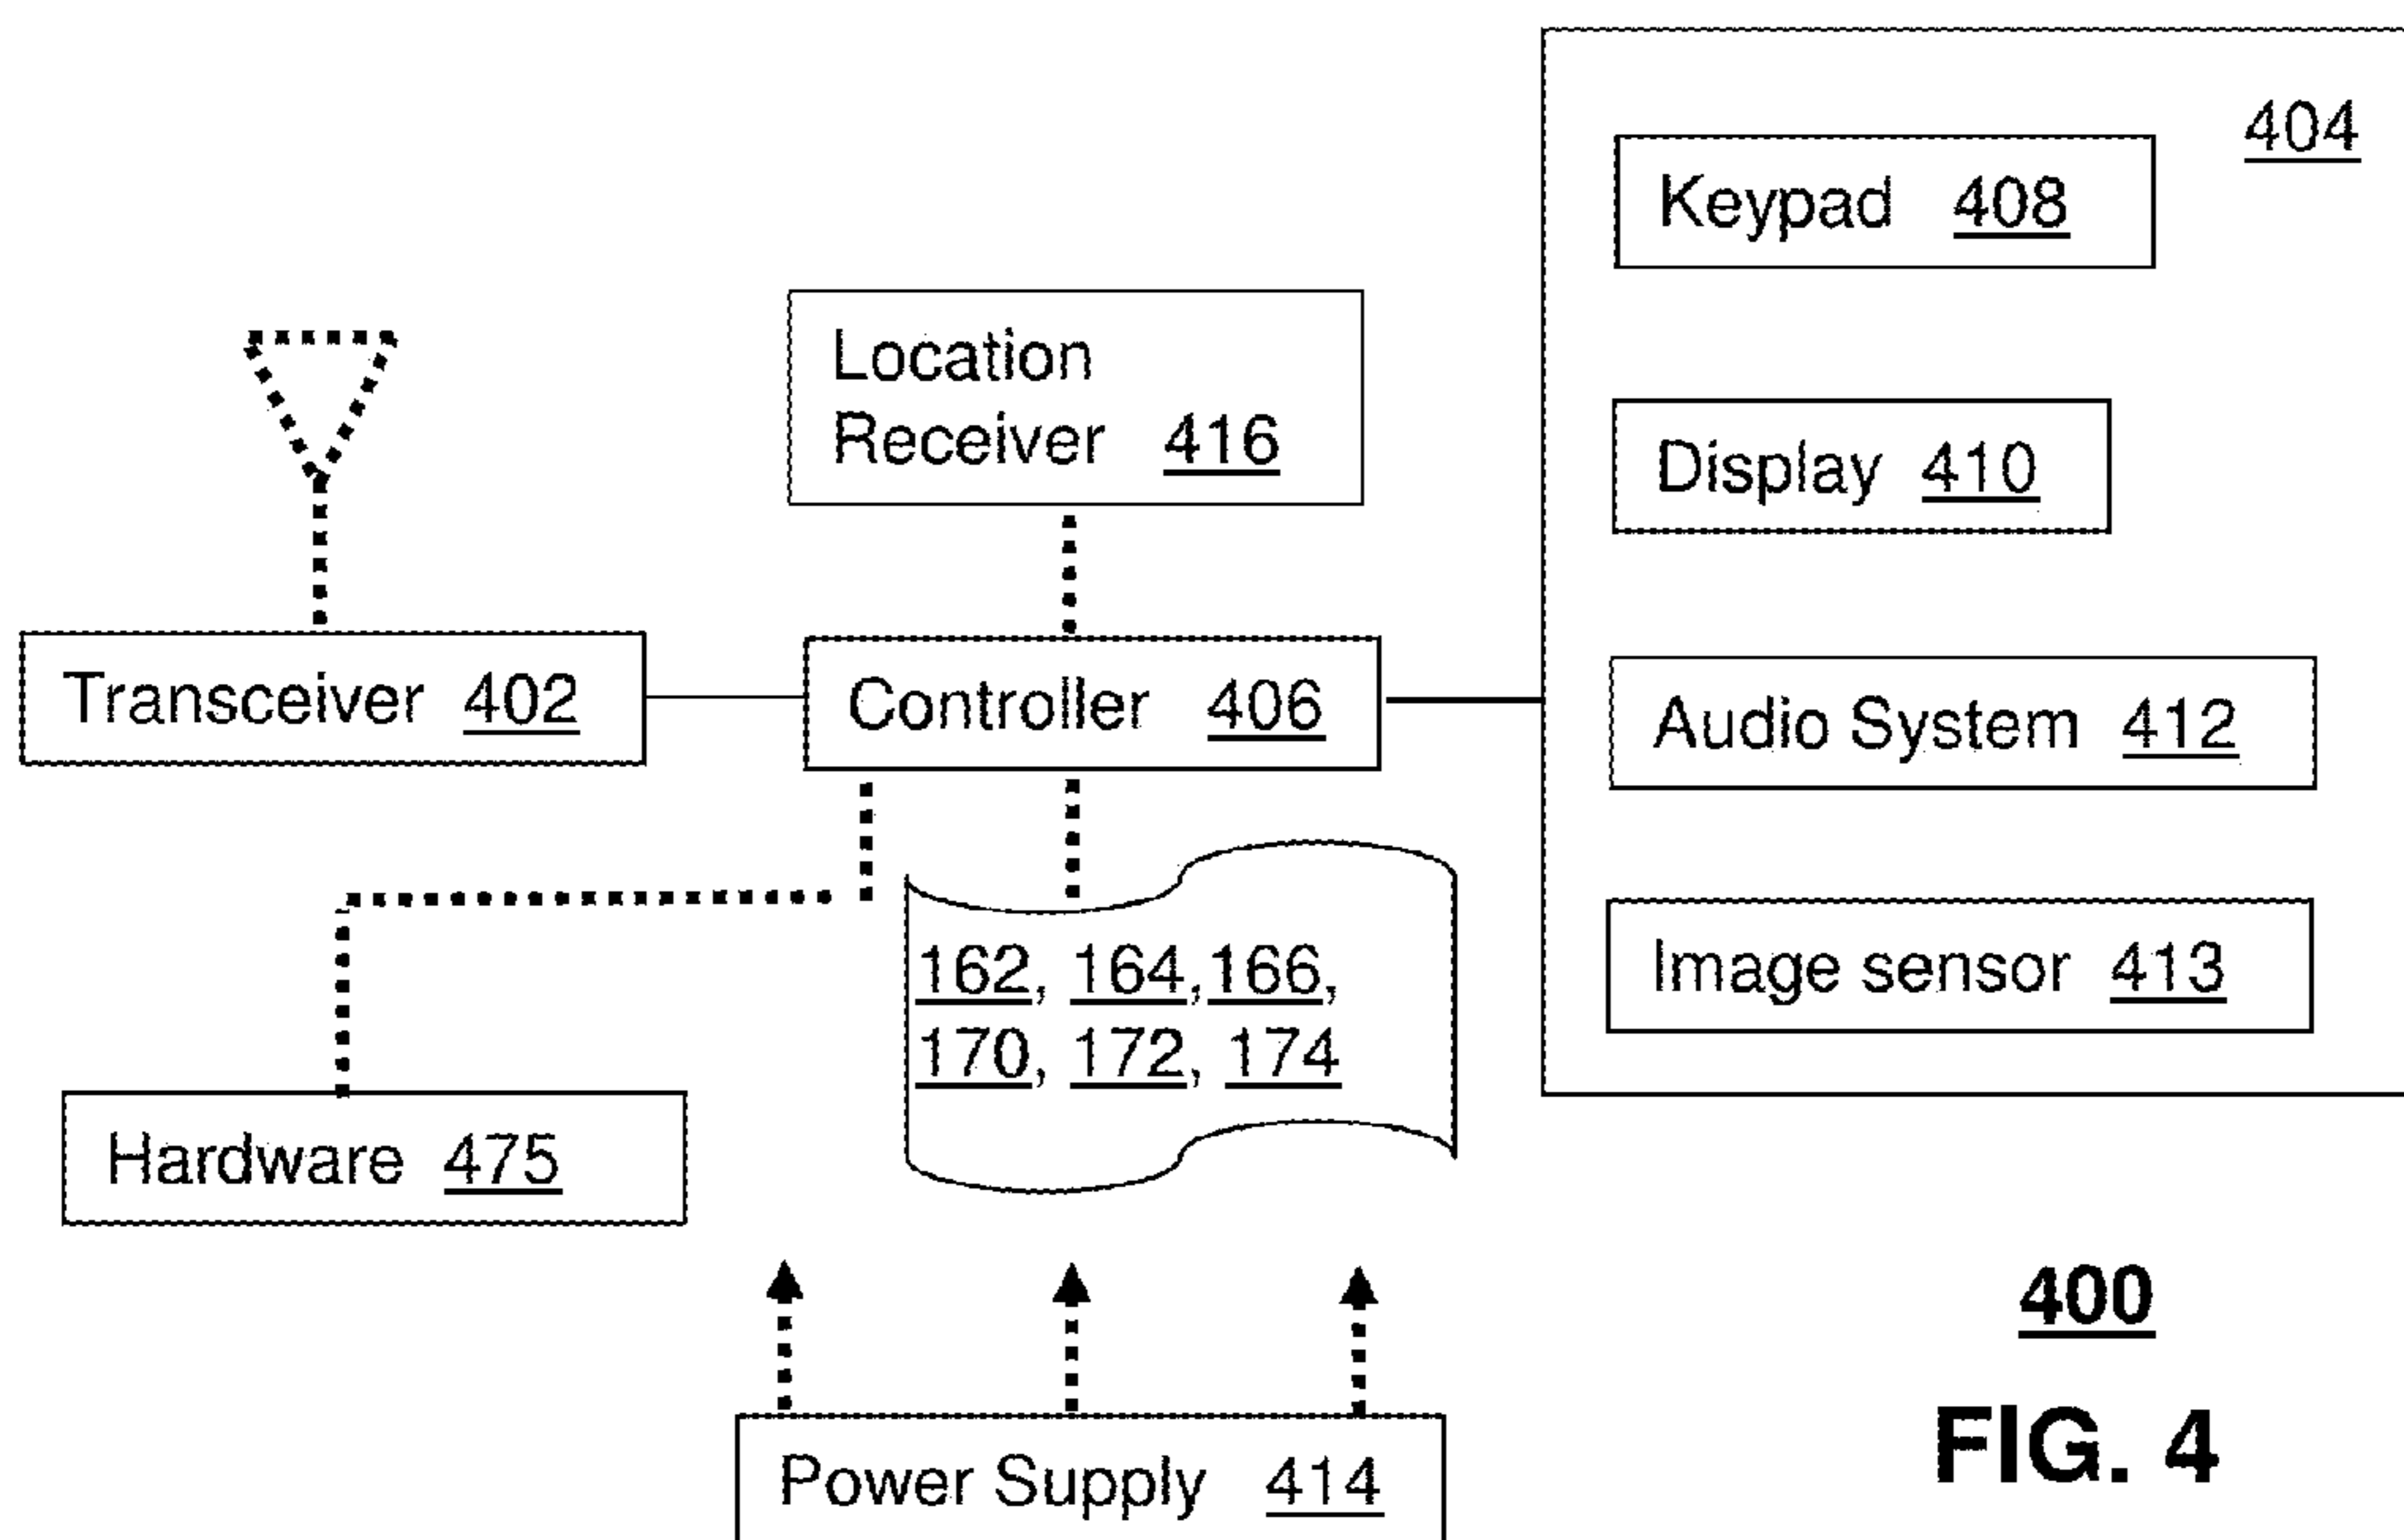 404
Keypad 408
Location
Receiver 416
Display 410
Transceiver 402
Controller 406
Audio System 412
162, 164, 166,
170, 172, 174
Image sensor 413
Hardware 475
400
Power Supply 414
FIG. 4